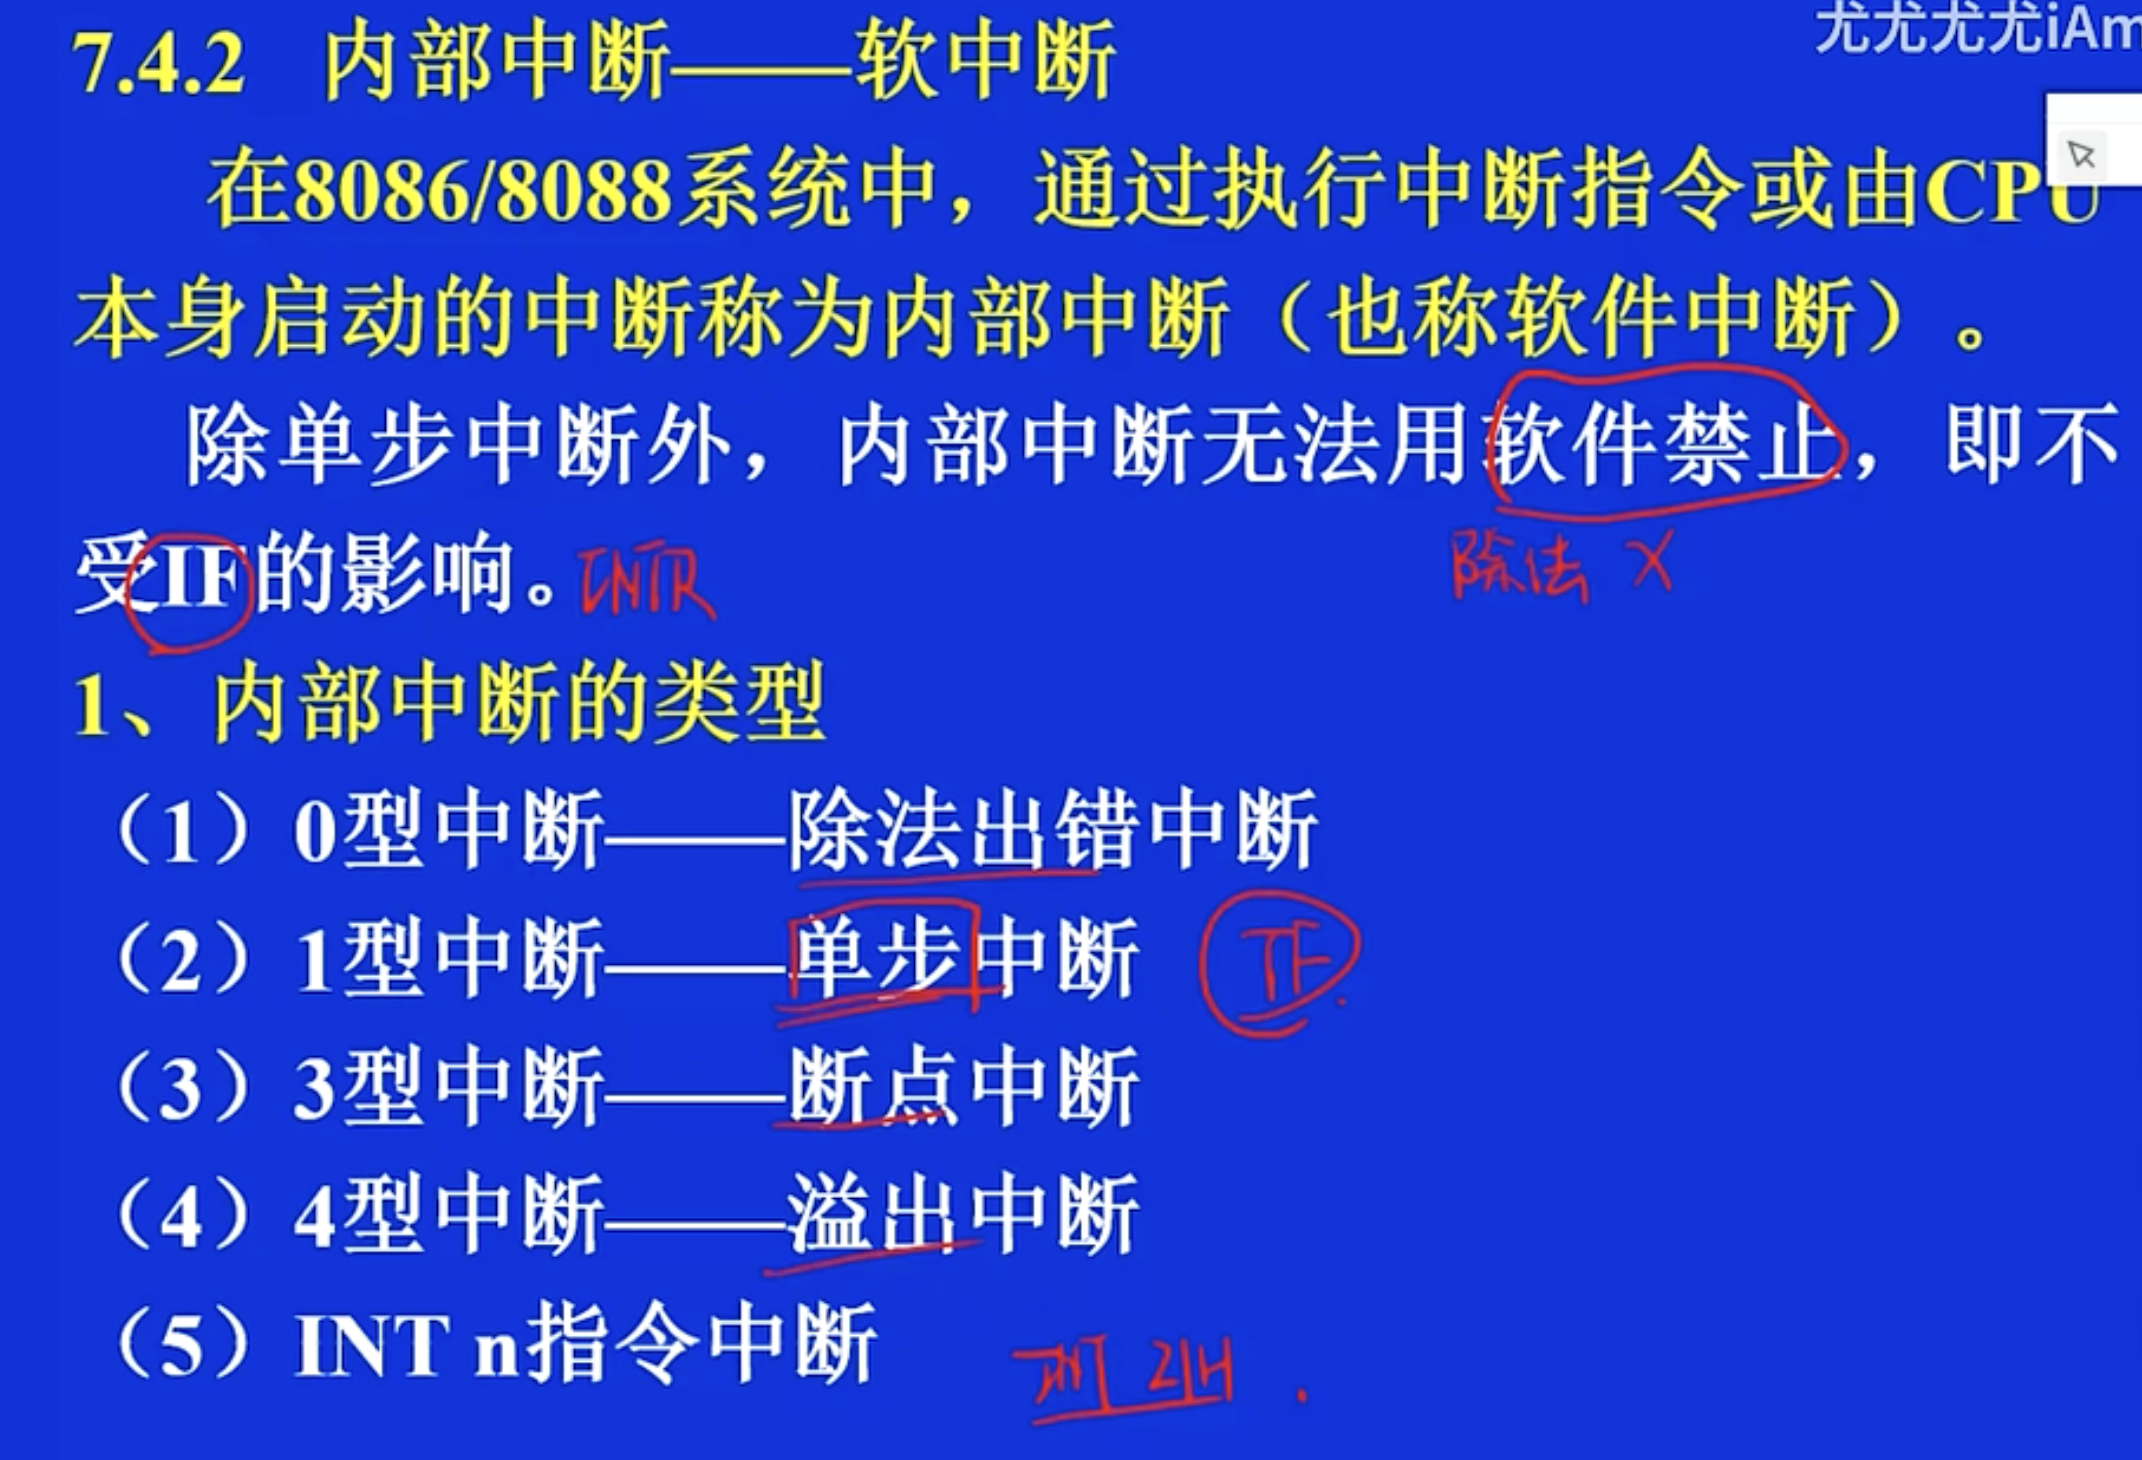 尤尤尤尤iAm
7.4.2 内部中断——软中断
在8086/8088系统中，通过执行中断指令或由CPU
本身启动的中断称为内部中断（也称软件中断）。
除单步中断外，内部中断无法用软件禁止，即不
受IF的影响。INTR
除法 X
1、内部中断的类型
（1）0型中断——除法出错中断
（2）1型中断——单步中断 TF
（3）3型中断——断点中断
（4）4型中断——溢出中断
（5）INT n指令中断 INT 21H.